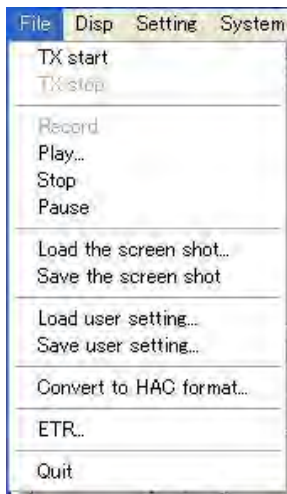 File Disp Setting System
TX start
TX stop
Record
Play...
Stop
Pause
Load the screen shot...
Save the screen shot
Load user setting...
Save user setting...
Convert to HAC format...
ETR...
Quit